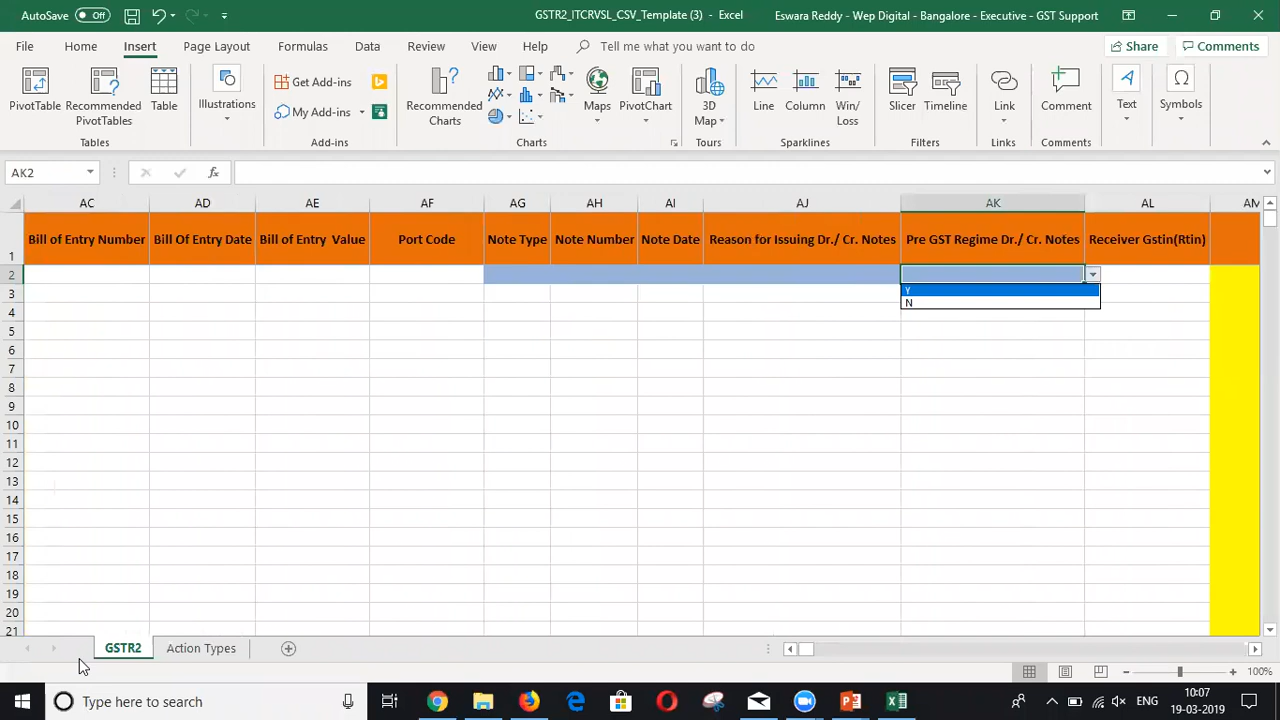 AutoSave Off
GSTR2_ITCRVSL_CSV_Template (3) - Excel
Eswara Reddy - Wep Digital - Bangalore - Executive - GST Support
File Home Insert Page Layout Formulas Data Review View Help Tell me what you want to do Share Comments
PivotTable
Recommended PivotTables
Table
Tables
Illustrations
Get Add-ins
My Add-ins
Add-ins
Recommended Charts
Maps
PivotChart
Charts
3D Map
Tours
Line
Column
Win/ Loss
Sparklines
Slicer
Timeline
Filters
Link
Links
Comment
Comments
Text
Symbols
AK2
fx
AC AD AE AF AG AH AI AJ AK AL AM
1 Bill of Entry Number Bill Of Entry Date Bill of Entry Value Port Code Note Type Note Number Note Date Reason for Issuing Dr./ Cr. Notes Pre GST Regime Dr./ Cr. Notes Receiver Gstin(Rtin)
2
Y
3
N
4
5
6
7
8
9
10
11
12
13
14
15
16
17
18
19
20
21
GSTR2 Action Types
100%
Type here to search
ENG
10:07
19-03-2019